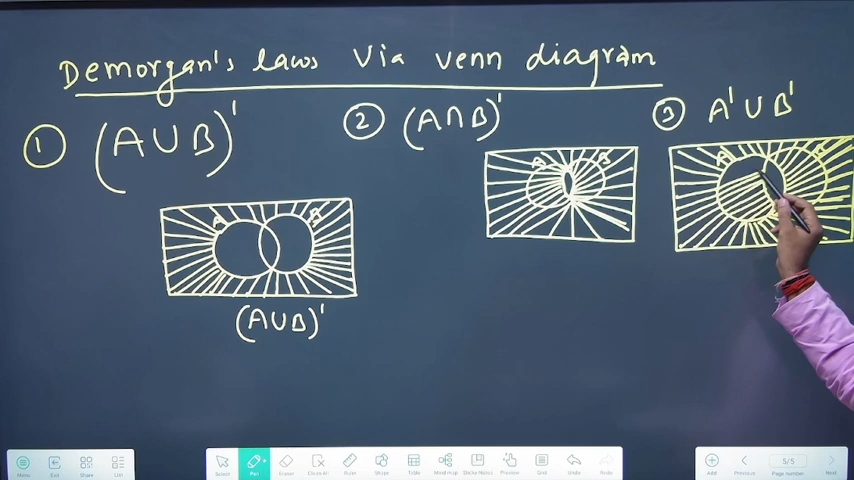 Demorgan's laws Via venn diagram
1 (A∪B)'
2 (A∩B)'
3 A'∪B'
A B
A B
A B
(A∪B)'
Menu Exit Share List
Select Pen Eraser Clean All Ruler Shape Table Mind map Sticky Notes Preview Grid Undo Redo
Add Previous 5/5 Page number Next